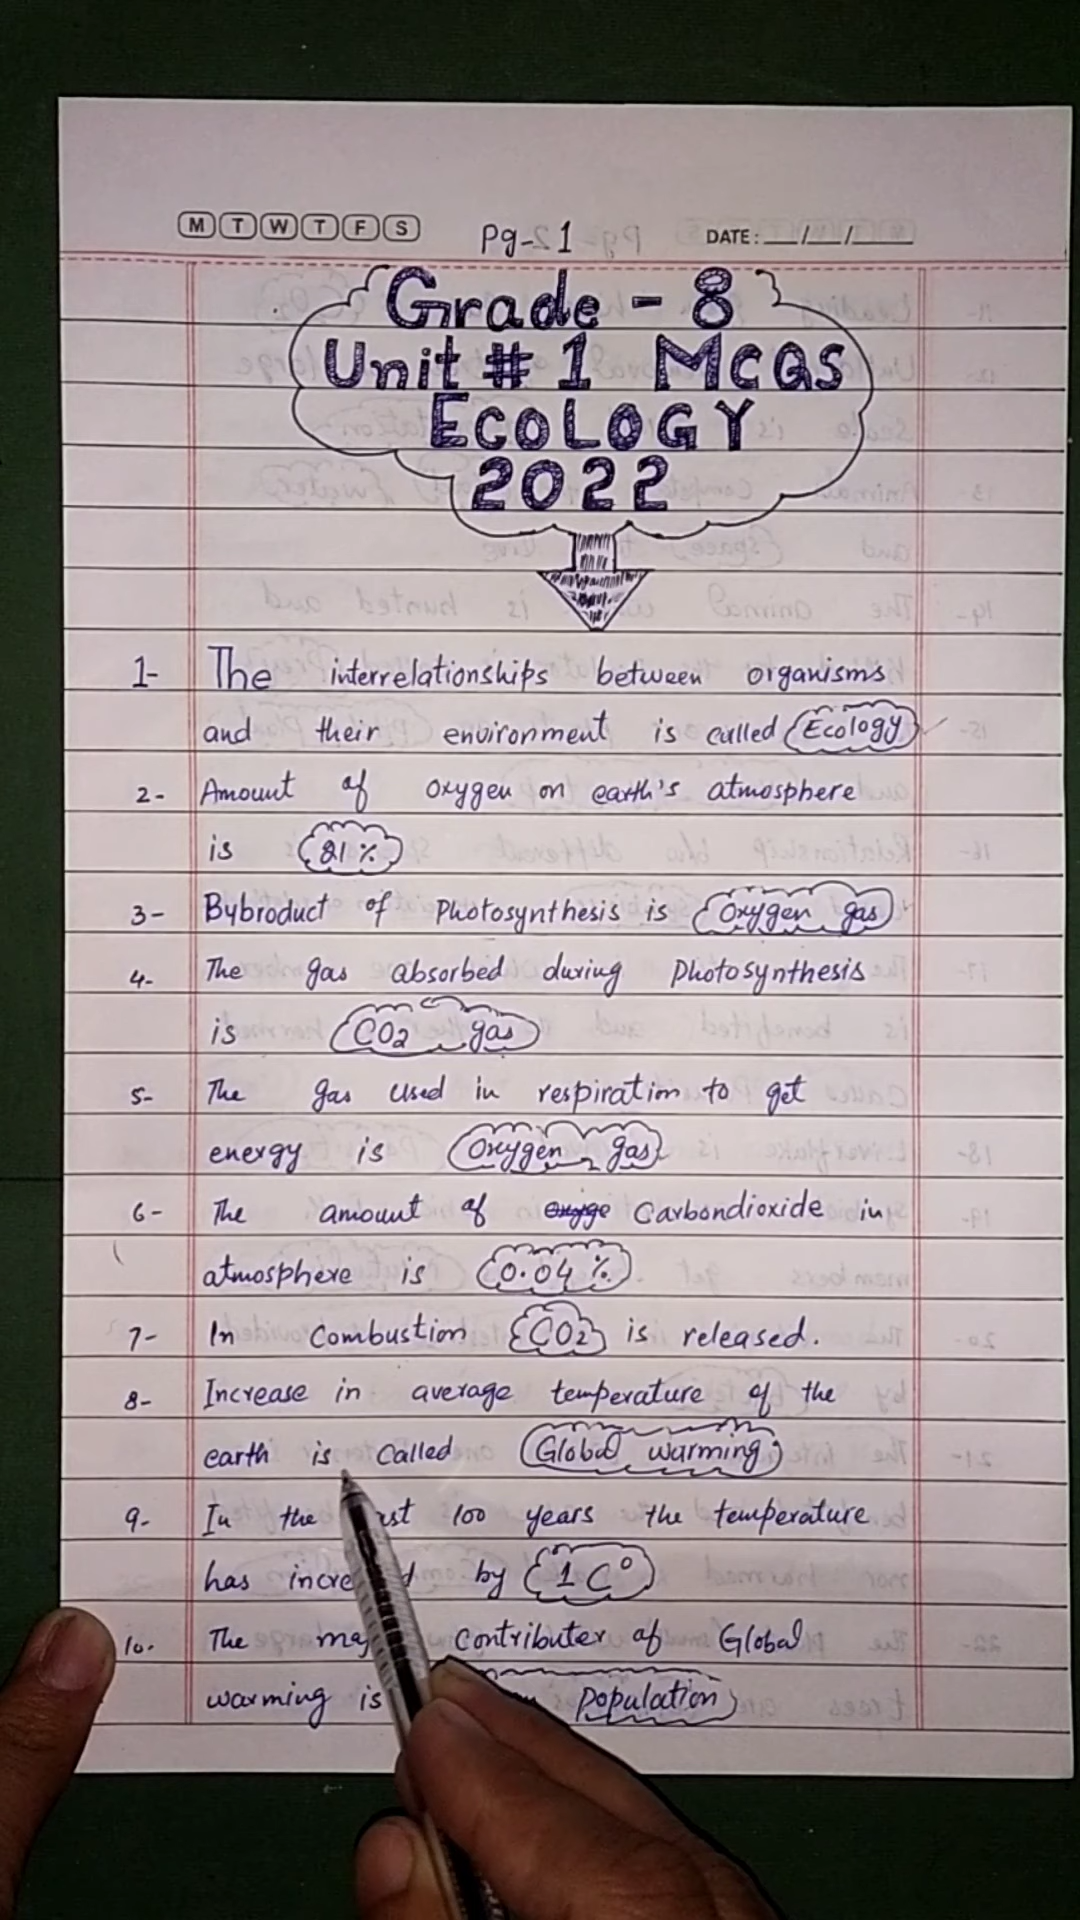 M T W T F S
Pg-1
DATE: __/__/__
Grade - 8
Unit # 1 MCQS
ECOLOGY
2022
1- The interrelationships between organisms
and their environment is called Ecology
2- Amount of oxygen on earth's atmosphere
is 21 %
3- Byproduct of Photosynthesis is Oxygen gas
4- The gas absorbed during Photosynthesis
is CO2 gas
5- The gas used in respiration to get
energy is Oxygen gas
6- The amount of Carbondioxide in
atmosphere is 0.04 %
7- In Combustion CO2 is released.
8- Increase in average temperature of the
earth is called Global warming
9- In the 100 years the temperature
has by 1 C°
10. The Contributer of Global
warming is Population